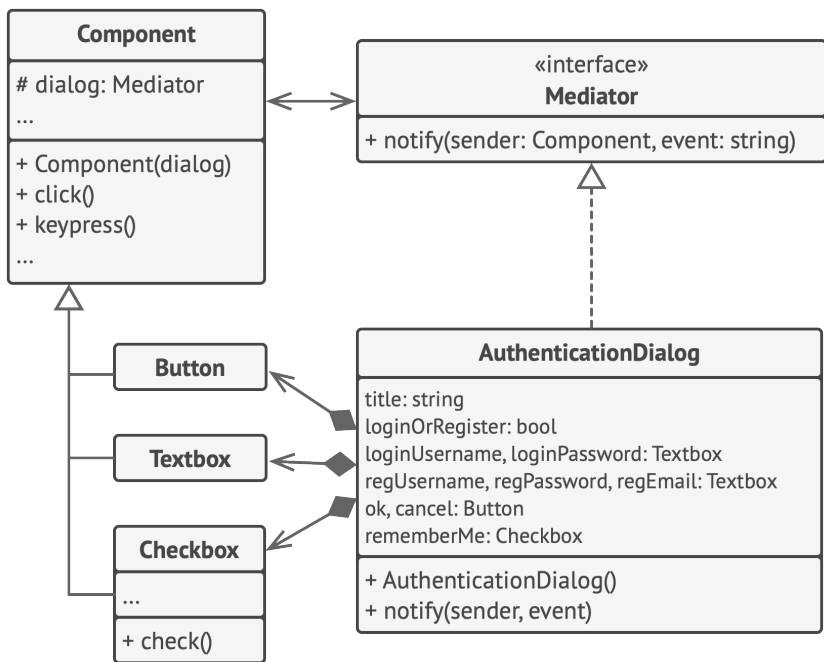 Component
# dialog: Mediator
...
+ Component(dialog)
+ click()
+ keypress()
...
«interface»
Mediator
+ notify(sender: Component, event: string)
Button
Textbox
Checkbox
...
+ check()
AuthenticationDialog
title: string
loginOrRegister: bool
loginUsername, loginPassword: Textbox
regUsername, regPassword, regEmail: Textbox
ok, cancel: Button
rememberMe: Checkbox
+ AuthenticationDialog()
+ notify(sender, event)